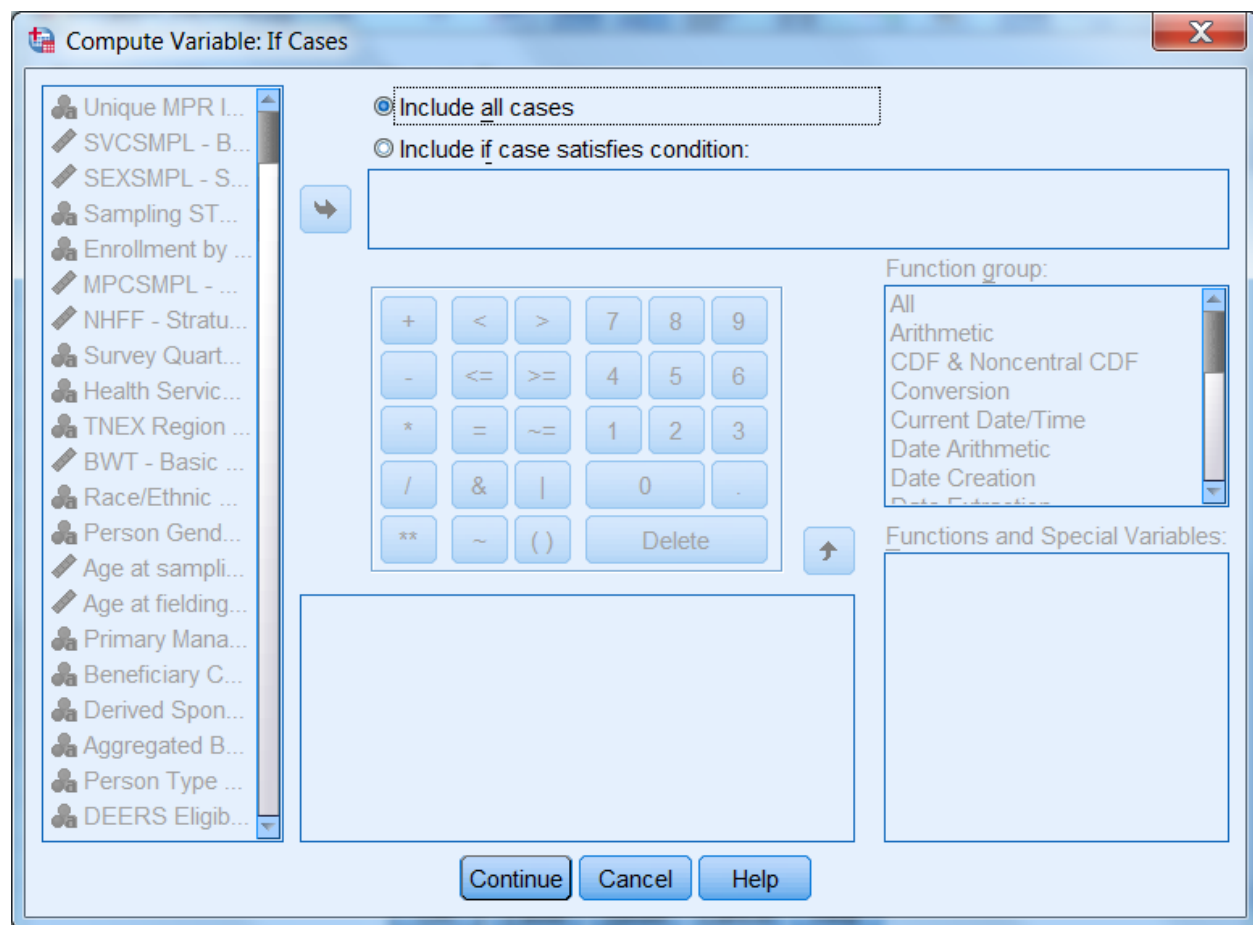 Compute Variable: If Cases
Unique MPR I...
SVCSMPL - B...
SEXSMPL - S...
Sampling ST...
Enrollment by ...
MPCSMPL - ...
NHFF - Stratu...
Survey Quart...
Health Servic...
TNEX Region ...
BWT - Basic ...
Race/Ethnic ...
Person Gend...
Age at sampli...
Age at fielding...
Primary Mana...
Beneficiary C...
Derived Spon...
Aggregated B...
Person Type ...
DEERS Eligib...
Include all cases
Include if case satisfies condition:
+ < > 7 8 9
- <= >= 4 5 6
* = ~= 1 2 3
/ & | 0 .
** ~ ( ) Delete
Function group:
All
Arithmetic
CDF & Noncentral CDF
Conversion
Current Date/Time
Date Arithmetic
Date Creation
Date Extraction
Functions and Special Variables:
Continue Cancel Help